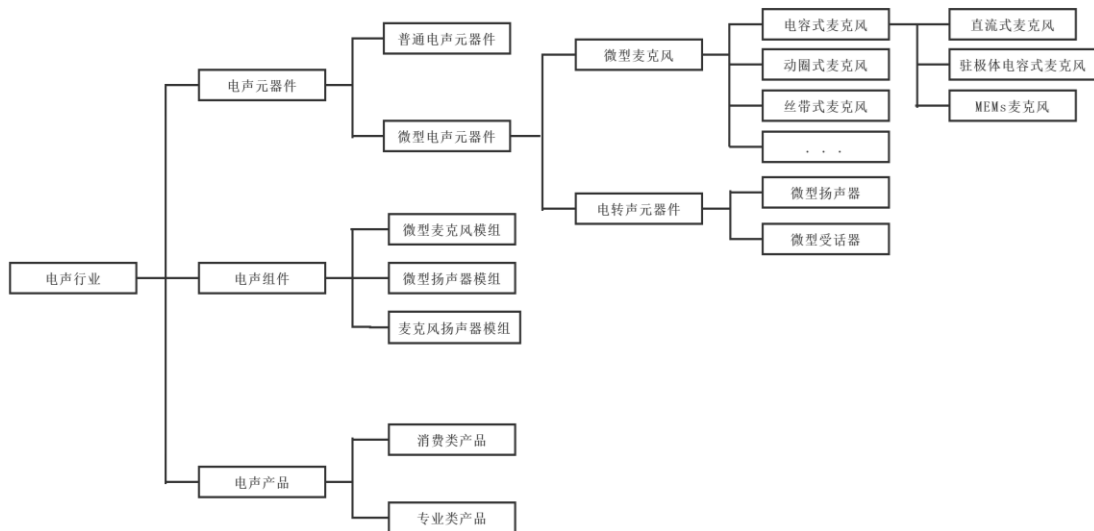 电声行业
电声元器件
普通电声元器件
微型电声元器件
微型麦克风
电容式麦克风
直流式麦克风
驻极体电容式麦克风
MEMs麦克风
动圈式麦克风
丝带式麦克风
...
电转声元器件
微型扬声器
微型受话器
电声组件
微型麦克风模组
微型扬声器模组
麦克风扬声器模组
电声产品
消费类产品
专业类产品